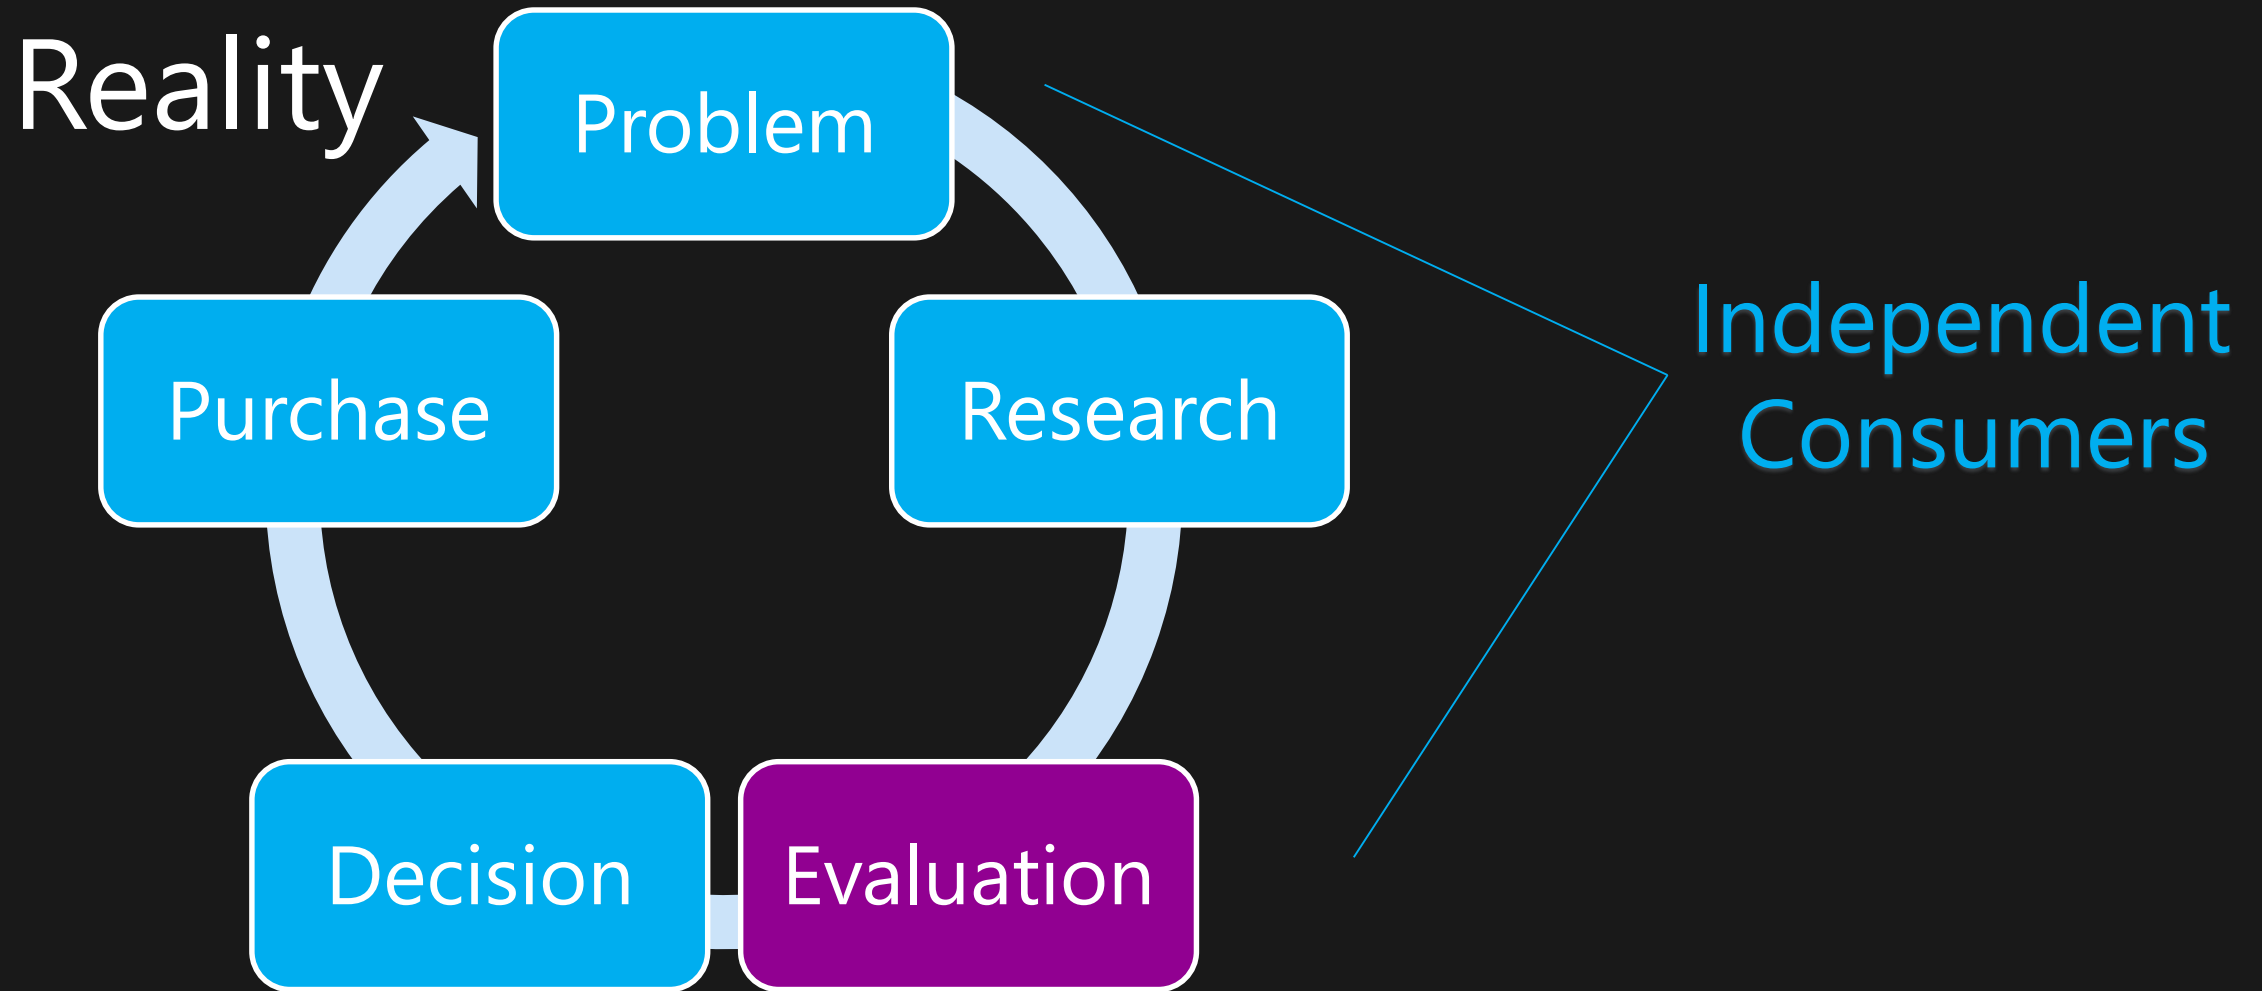 Reality
Problem
Research
Evaluation
Decision
Purchase
Independent
Consumers